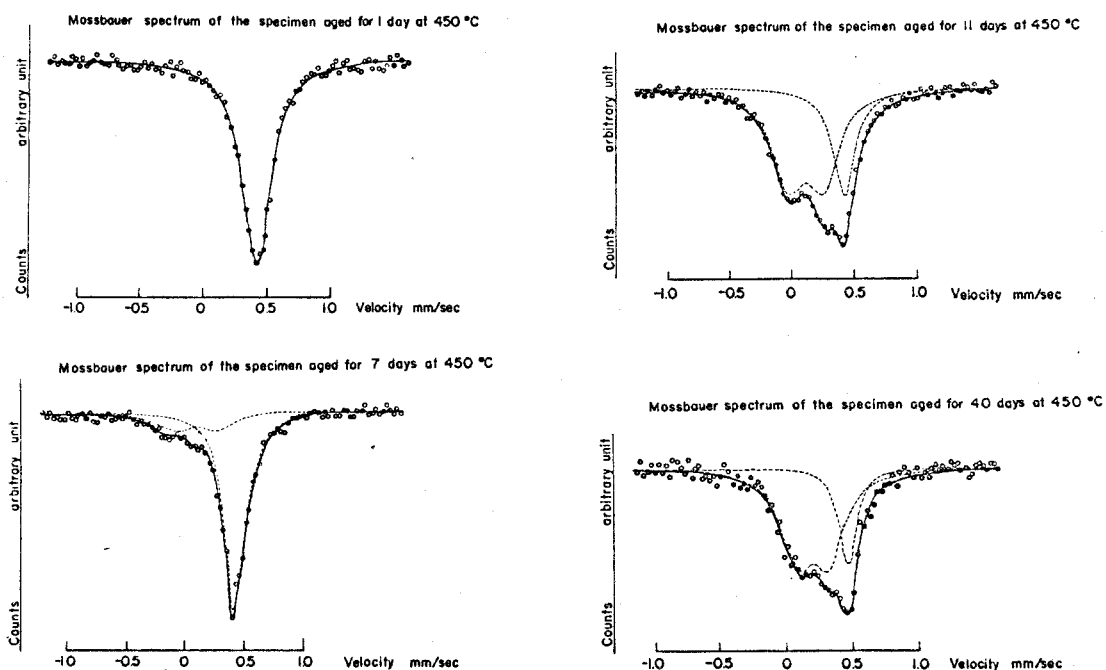 Mossbauer spectrum of the specimen aged for 1 day at 450 °C
Counts arbitrary unit
-1.0 -0.5 0 0.5 1.0 Velocity mm/sec
Mossbauer spectrum of the specimen aged for 11 days at 450 °C
Counts arbitrary unit
-1.0 -0.5 0 0.5 1.0 Velocity mm/sec
Mossbauer spectrum of the specimen aged for 7 days at 450 °C
Counts arbitrary unit
-1.0 -0.5 0 0.5 1.0 Velocity mm/sec
Mossbauer spectrum of the specimen aged for 40 days at 450 °C
Counts arbitrary unit
-1.0 -0.5 0 0.5 1.0 Velocity mm/sec